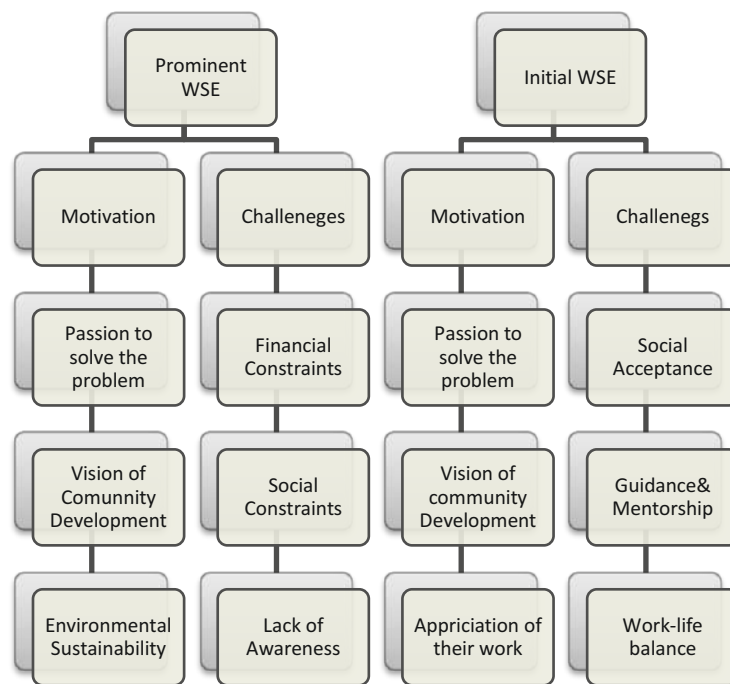 Prominent
WSE
Initial WSE
Motivation
Challeneges
Motivation
Challenegs
Passion to
solve the
problem
Financial
Constraints
Passion to
solve the
problem
Social
Acceptance
Vision of
Comunnity
Development
Social
Constraints
Vision of
community
Development
Guidance&
Mentorship
Environmental
Sustainability
Lack of
Awareness
Appriciation of
their work
Work-life
balance